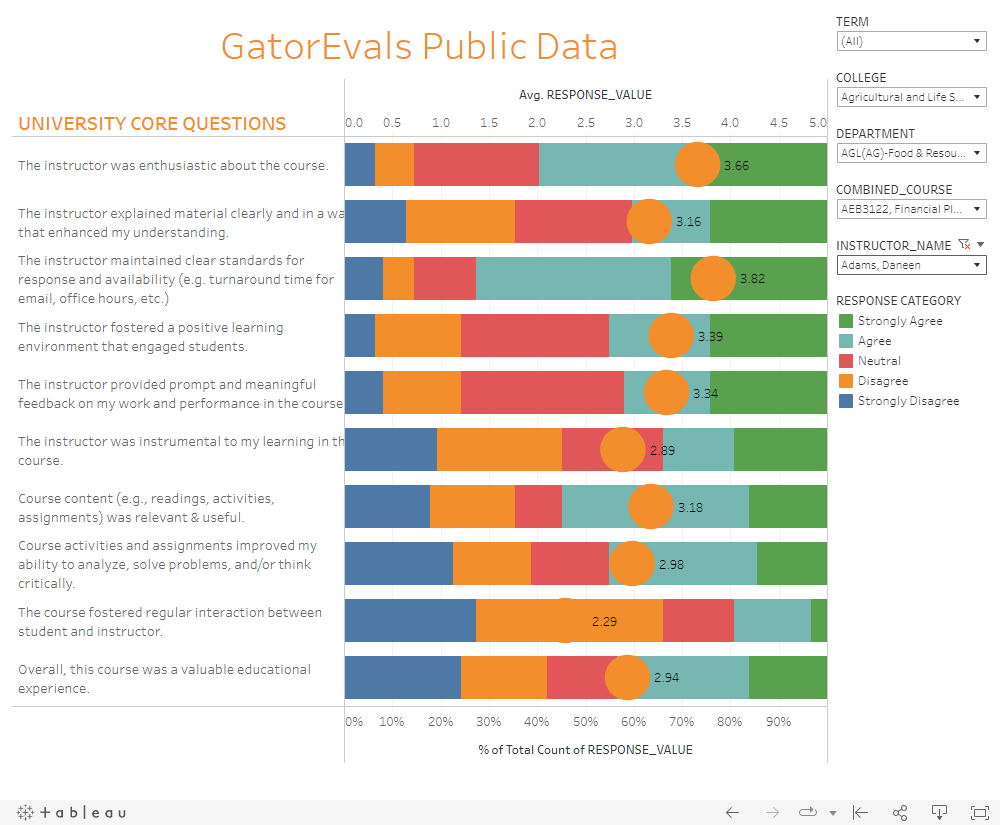 GatorEvals Public Data
Avg. RESPONSE_VALUE
UNIVERSITY CORE QUESTIONS
0.0 0.5 1.0 1.5 2.0 2.5 3.0 3.5 4.0 4.5 5.0
The instructor was enthusiastic about the course.
3.66
The instructor explained material clearly and in a wa
that enhanced my understanding.
3.16
The instructor maintained clear standards for
response and availability (e.g. turnaround time for
email, office hours, etc.)
3.82
The instructor fostered a positive learning
environment that engaged students.
3.39
The instructor provided prompt and meaningful
feedback on my work and performance in the course
3.34
The instructor was instrumental to my learning in th
course.
2.89
Course content (e.g., readings, activities,
assignments) was relevant & useful.
3.18
Course activities and assignments improved my
ability to analyze, solve problems, and/or think
critically.
2.98
The course fostered regular interaction between
student and instructor.
2.29
Overall, this course was a valuable educational
experience.
2.94
0% 10% 20% 30% 40% 50% 60% 70% 80% 90%
% of Total Count of RESPONSE_VALUE
TERM
(All)
COLLEGE
Agricultural and Life S...
DEPARTMENT
AGL(AG)-Food & Resou...
COMBINED_COURSE
AEB3122, Financial Pl...
INSTRUCTOR_NAME
Adams, Daneen
RESPONSE CATEGORY
Strongly Agree
Agree
Neutral
Disagree
Strongly Disagree
+ableau